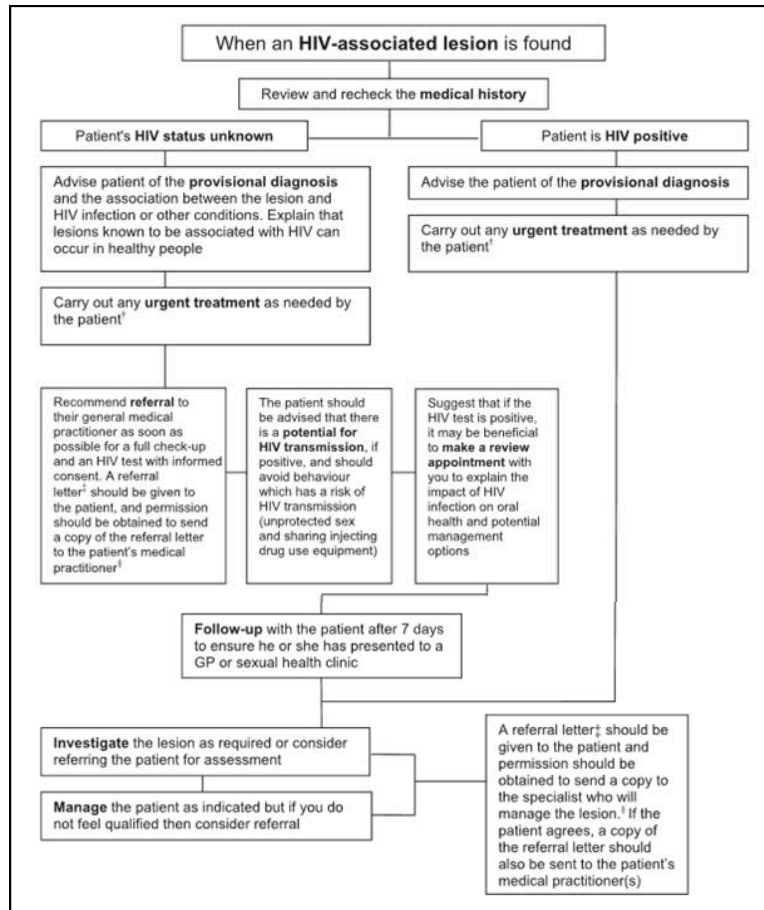 When an HIV-associated lesion is found
Review and recheck the medical history
Patient's HIV status unknown
Patient is HIV positive
Advise patient of the provisional diagnosis
and the association between the lesion and
HIV infection or other conditions. Explain that
lesions known to be associated with HIV can
occur in healthy people
Advise the patient of the provisional diagnosis
Carry out any urgent treatment as needed by
the patient†
Carry out any urgent treatment as needed by
the patient†
Recommend referral to
their general medical
practitioner as soon as
possible for a full check-up
and an HIV test with informed
consent. A referral
letter‡ should be given to
the patient, and permission
should be obtained to send
a copy of the referral letter
to the patient's medical
practitioner§
The patient should
be advised that there
is a potential for
HIV transmission, if
positive, and should
avoid behaviour
which has a risk of
HIV transmission
(unprotected sex
and sharing injecting
drug use equipment)
Suggest that if the
HIV test is positive,
it may be beneficial
to make a review
appointment with
you to explain the
impact of HIV
infection on oral
health and potential
management
options
Follow-up with the patient after 7 days
to ensure he or she has presented to a
GP or sexual health clinic
Investigate the lesion as required or consider
referring the patient for assessment
Manage the patient as indicated but if you do
not feel qualified then consider referral
A referral letter‡ should be
given to the patient and
permission should be
obtained to send a copy to
the specialist who will
manage the lesion.§ If the
patient agrees, a copy of
the referral letter should
also be sent to the patient's
medical practitioner(s)